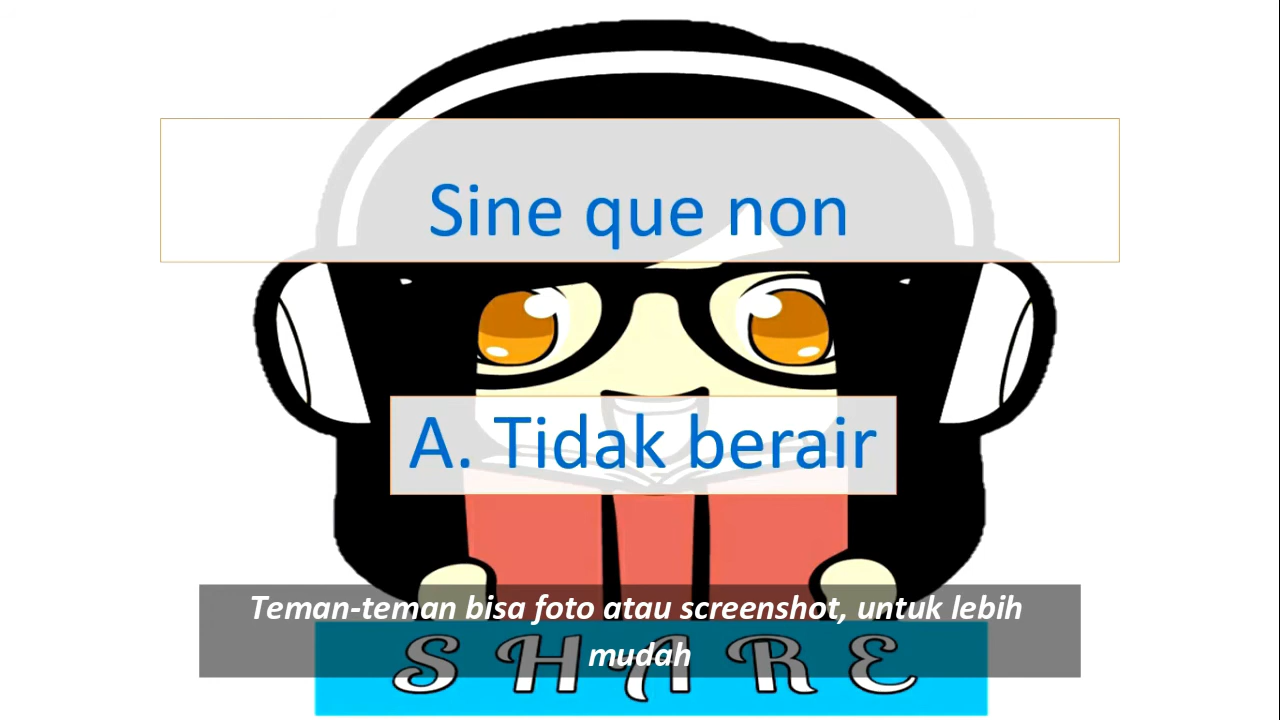 Sine que non
A. Tidak berair
Teman-teman bisa foto atau screenshot, untuk lebih
mudah
SHARE